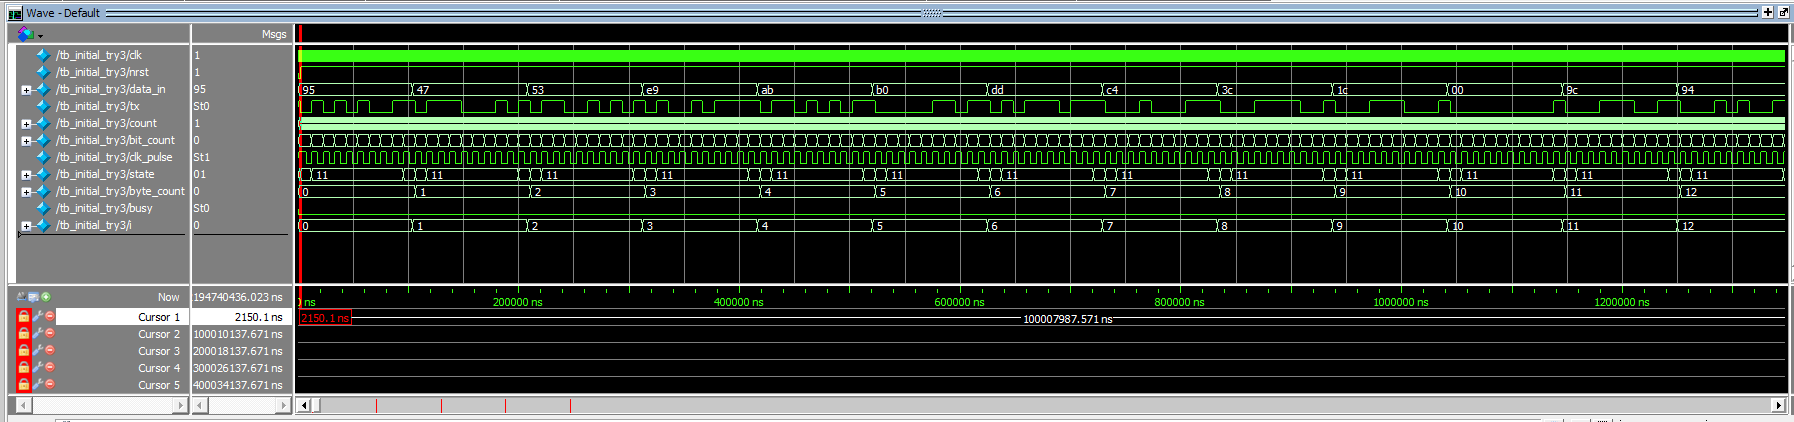 Wave - Default
Msgs
/tb_initial_try3/clk 1
/tb_initial_try3/nrst 1
/tb_initial_try3/data_in 95 95 47 53 e9 ab b0 dd c4 3c 1c 00 9c 94
/tb_initial_try3/tx St0
/tb_initial_try3/count 1
/tb_initial_try3/bit_count 0
/tb_initial_try3/clk_pulse St1
/tb_initial_try3/state 01 11 11 11 11 11 11 11 11 11 11 11 11 11
/tb_initial_try3/byte_count 0 0 1 2 3 4 5 6 7 8 9 10 11 12
/tb_initial_try3/busy St0
/tb_initial_try3/i 0 0 1 2 3 4 5 6 7 8 9 10 11 12
Now 194740436.023 ns ns 200000 ns 400000 ns 600000 ns 800000 ns 1000000 ns 1200000 ns
Cursor 1 2150.1 ns 2150.1 ns 100007987.571 ns
Cursor 2 100010137.671 ns
Cursor 3 200018137.671 ns
Cursor 4 300026137.671 ns
Cursor 5 400034137.671 ns